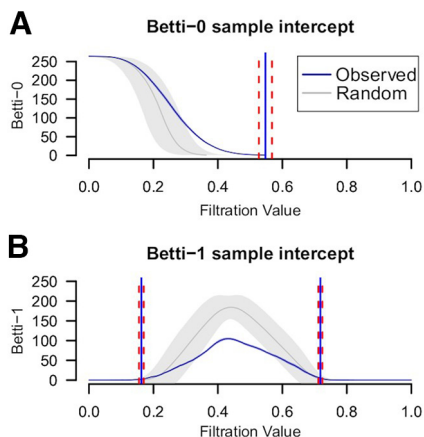 A
Betti−0 sample intercept
Betti−0
250
200
150
100
50
0
Observed
Random
0.0 0.2 0.4 0.6 0.8 1.0
Filtration Value
B
Betti−1 sample intercept
Betti−1
250
200
150
100
50
0
0.0 0.2 0.4 0.6 0.8 1.0
Filtration Value